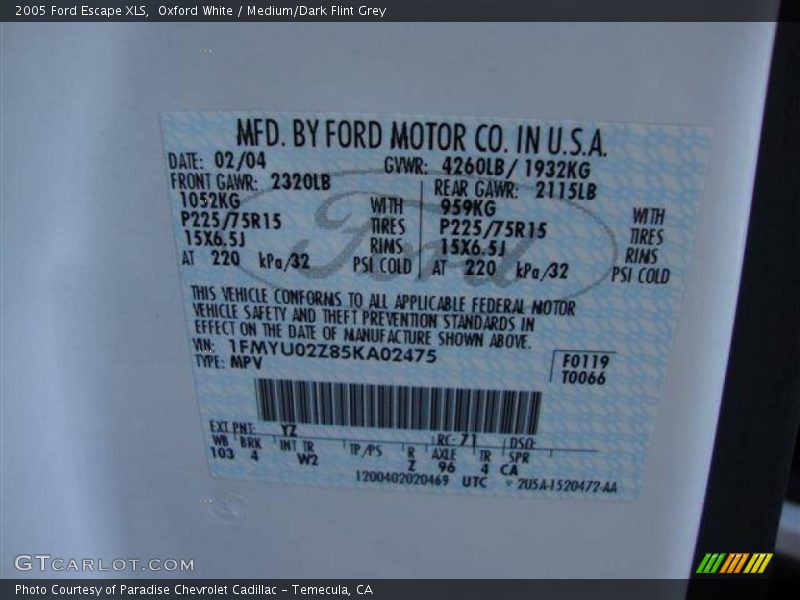 2005 Ford Escape XLS,  Oxford White / Medium/Dark Flint Grey
MFD. BY FORD MOTOR CO. IN U.S.A.
DATE: 02/04 GVWR: 4260LB/ 1932KG
FRONT GAWR: 2320LB REAR GAWR: 2115LB
1052KG WITH 959KG WITH
P225/75R15 TIRES P225/75R15 TIRES
15X6.5J RIMS 15X6.5J RIMS
AT 220 kPa/32 PSI COLD AT 220 kPa/32 PSI COLD
Ford
THIS VEHICLE CONFORMS TO ALL APPLICABLE FEDERAL MOTOR
VEHICLE SAFETY AND THEFT PREVENTION STANDARDS IN
EFFECT ON THE DATE OF MANUFACTURE SHOWN ABOVE.
VIN: 1FMYU02Z85KA02475
TYPE: MPV
F0119
T0066
EXT PNT: YZ RC: 71 DSO:
WB BRK INT TR TP/PS R AXLE TR SPR
103 4 W2 Z 96 4 CA
1200402020469 UTC * 2U5A-1520472-AA
GTCARLOT.COM
Photo Courtesy of Paradise Chevrolet Cadillac - Temecula, CA